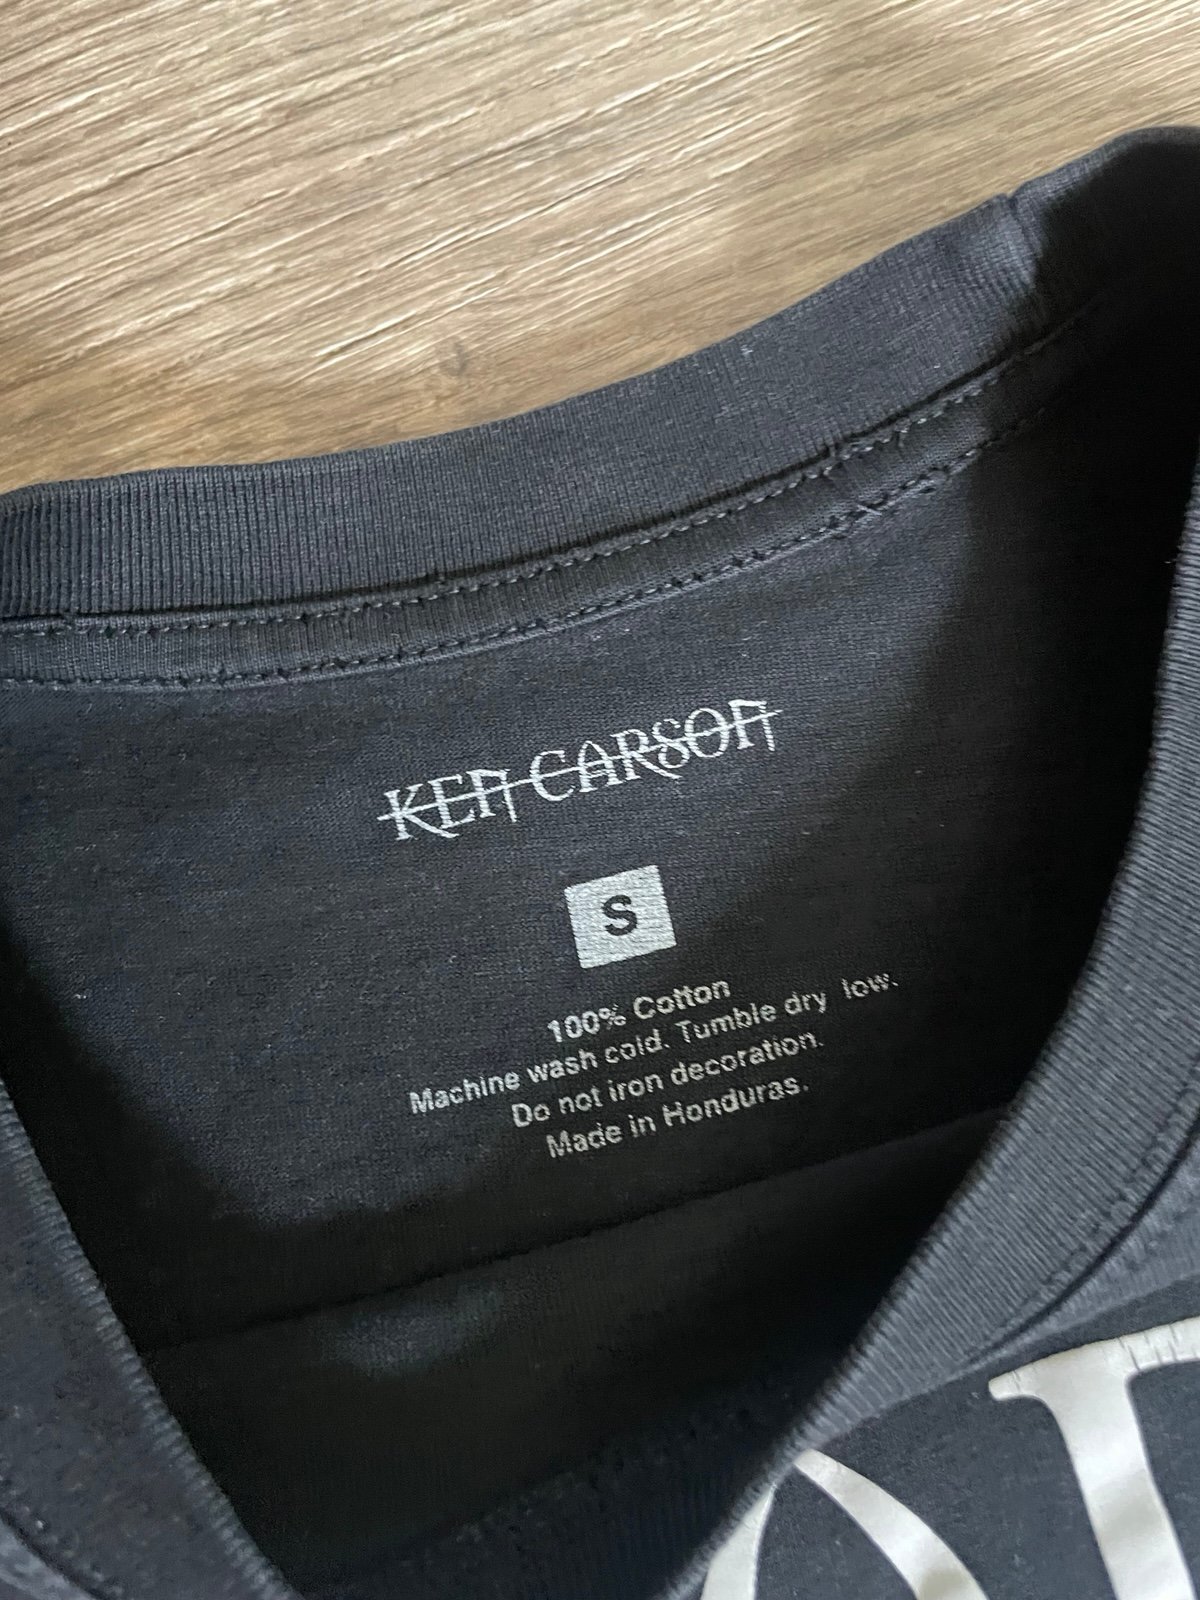 KEN CARSON
S
100% Cotton
Machine wash cold. Tumble dry low.
Do not iron decoration.
Made in Honduras.